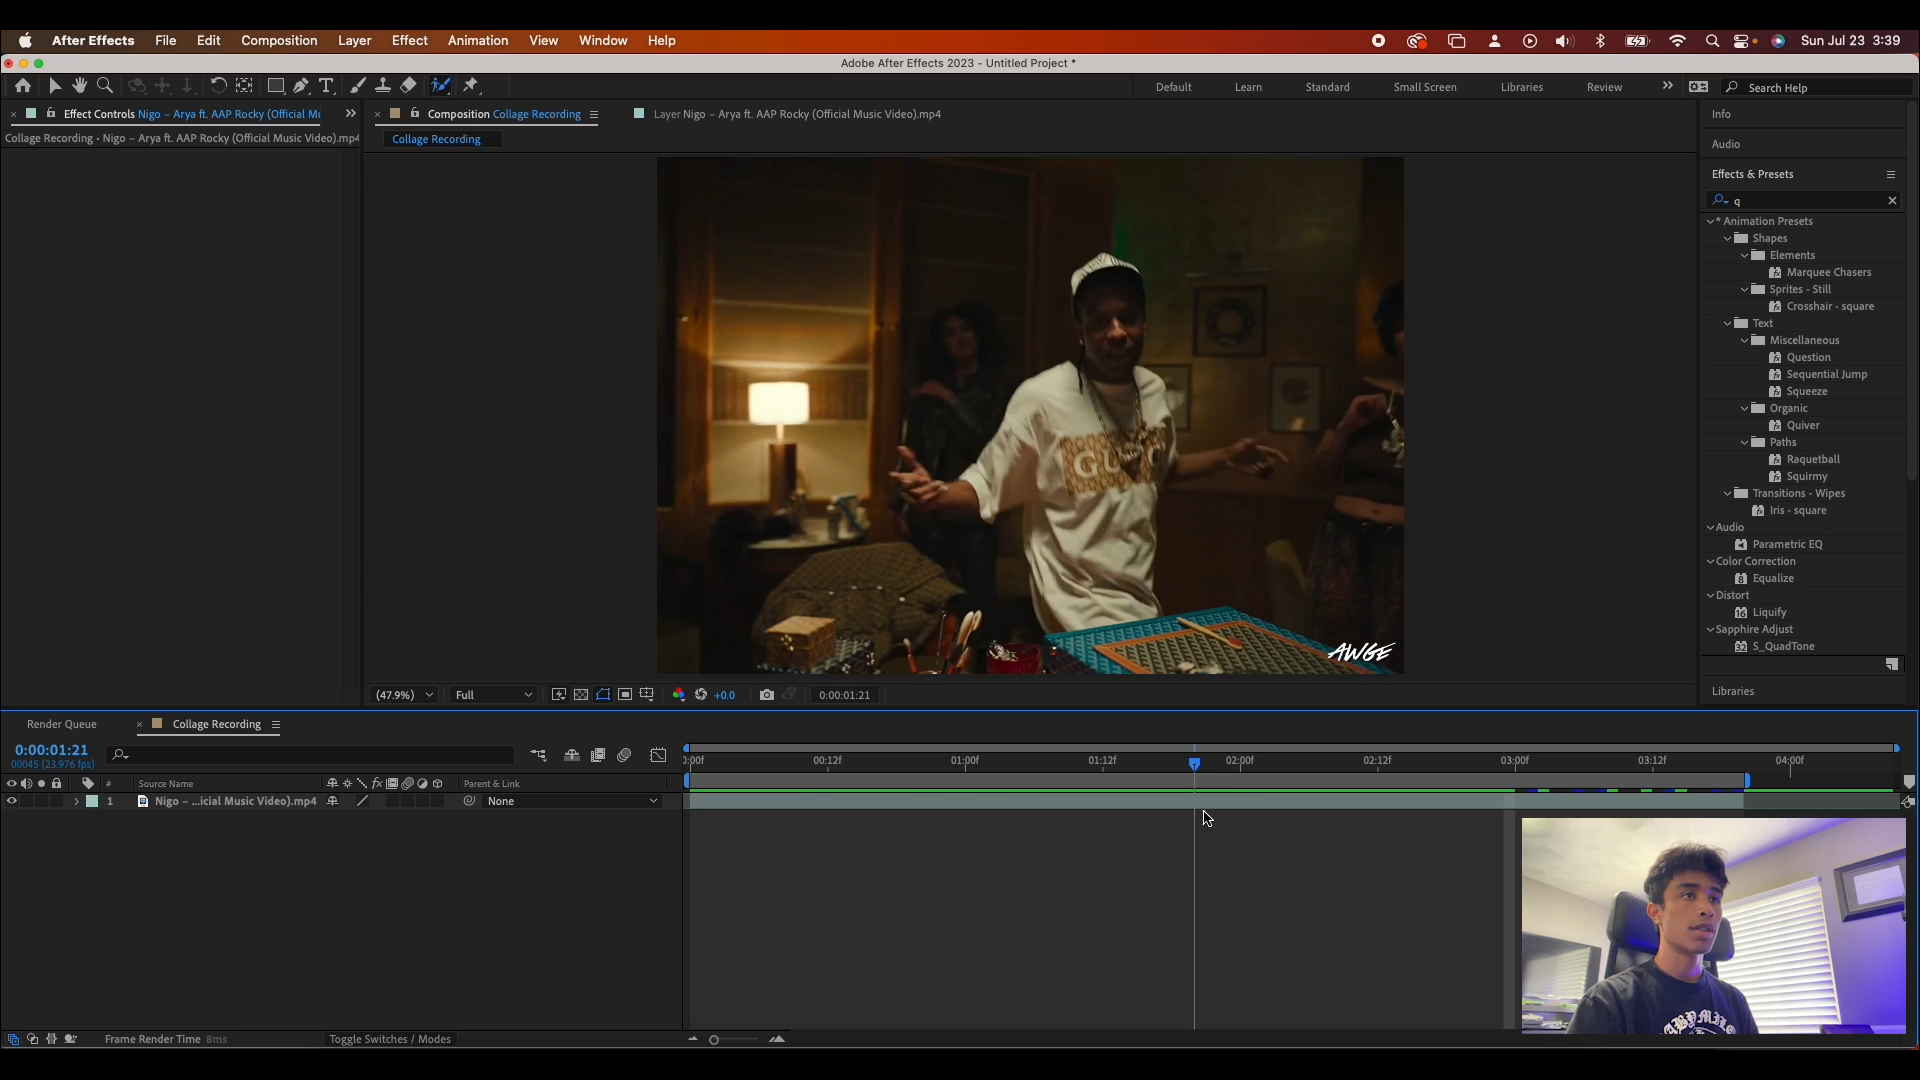 After Effects File Edit Composition Layer Effect Animation View Window Help Sun Jul 23 3:39
Adobe After Effects 2023 - Untitled Project *
Default Learn Standard Small Screen Libraries Review Search Help
Effect Controls Nigo – Arya ft. AAP Rocky (Official Mu
Composition Collage Recording
Layer Nigo – Arya ft. AAP Rocky (Official Music Video).mp4
Collage Recording • Nigo – Arya ft. AAP Rocky (Official Music Video).mp4
Collage Recording
Info
Audio
Effects & Presets
q
* Animation Presets
Shapes
Elements
Marquee Chasers
Sprites - Still
Crosshair - square
Text
Miscellaneous
Question
Sequential Jump
Squeeze
Organic
Quiver
Paths
Raquetball
Squirmy
Transitions - Wipes
Iris - square
Audio
Parametric EQ
Color Correction
Equalize
Distort
Liquify
Sapphire Adjust
S_QuadTone
Libraries
AWGE
(47.9%) Full +0.0 0:00:01:21
Render Queue Collage Recording
0:00:01:21
00045 (23.976 fps)
:00f 00:12f 01:00f 01:12f 02:00f 02:12f 03:00f 03:12f 04:00f
# Source Name Parent & Link
1 Nigo – ...icial Music Video).mp4 None
Frame Render Time 8ms Toggle Switches / Modes